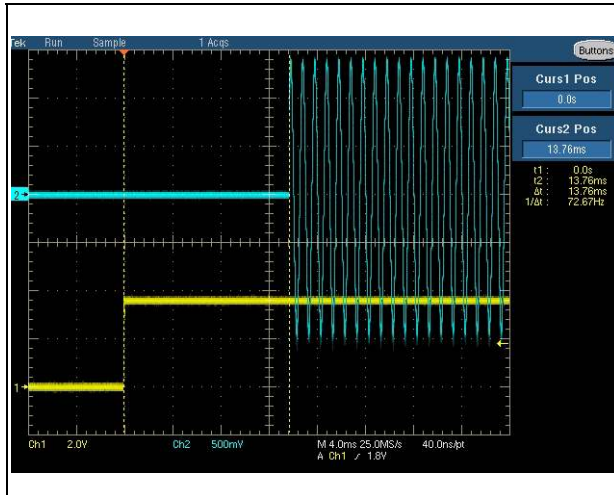 Tek Run Sample 1 Acqs
Buttons
Curs1 Pos
0.0s
Curs2 Pos
13.76ms
t1 : 0.0s
t2 : 13.76ms
Δt : 13.76ms
1/Δt : 72.67Hz
2
1
Ch1 2.0V Ch2 500mV M 4.0ms 25.0MS/s 40.0ns/pt
A Ch1 ∕ 1.8V